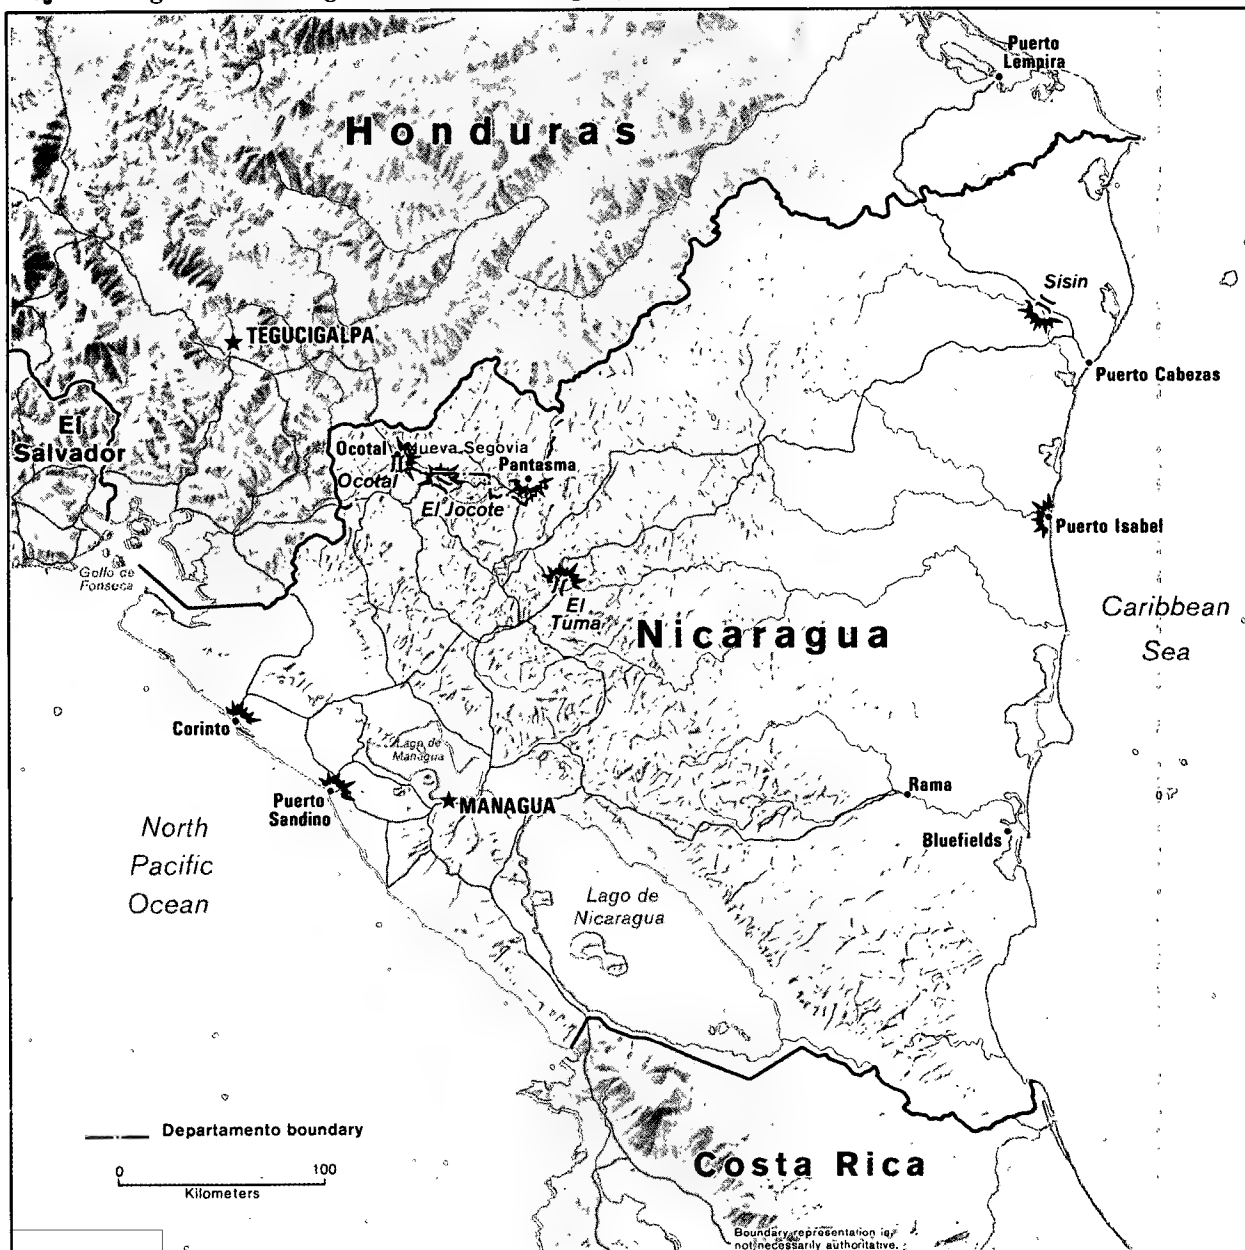 Puerto
Lempira
Honduras
Sisin
TEGUCIGALPA
Puerto Cabezas
El
Salvador
Ocotal
Nueva Segovia
Pantasma
Ocotal
El Jocote
Puerto Isabel
Golfo de
Fonseca
El
Tuma
Caribbean
Sea
Nicaragua
Corinto
Lago de
Managua
Rama
Puerto
Sandino
MANAGUA
North
Pacific
Ocean
Bluefields
Lago de
Nicaragua
Departamento boundary
0 100
Kilometers
Costa Rica
Boundary representation is
not necessarily authoritative.